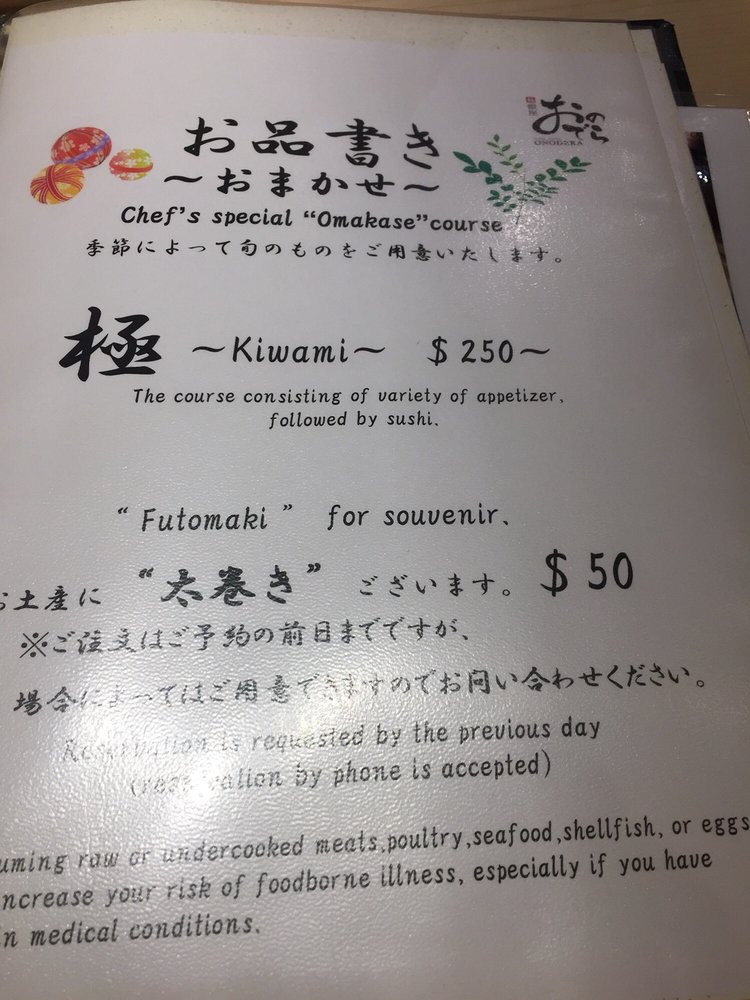 お品書き
おのでら
ONODERA
～おまかせ～
Chef's special “Omakase”course
季節によって旬のものをご用意いたします。
極 ～Kiwami～ $250～
The course consisting of variety of appetizer,
followed by sushi.
“Futomaki” for souvenir.
お土産に “太巻き” ございます。 $50
※ご注文はご予約の前日までですが、
場合によってはご用意できますのでお問い合わせください。
Reservation is requested by the previous day
(reservation by phone is accepted)
uming raw or undercooked meats,poultry,seafood,shellfish, or eggs
ncrease your risk of foodborne illness, especially if you have
n medical conditions.